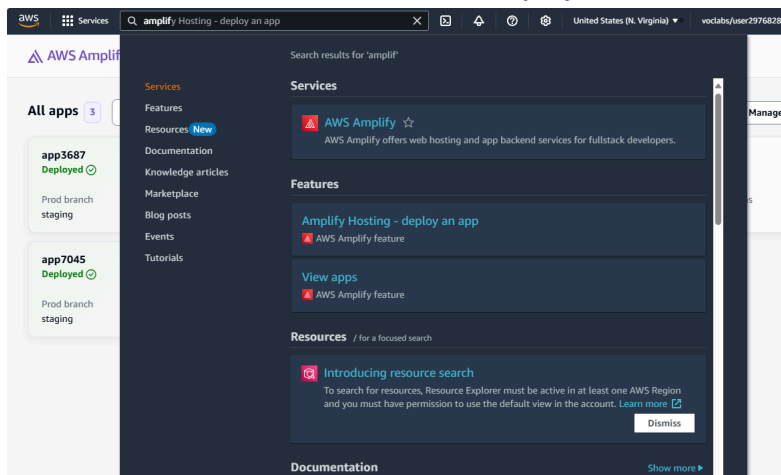 aws
Services
amplify Hosting - deploy an app
United States (N. Virginia)
voclabs/user2976828
AWS Amplif
Search results for 'amplif'
Services
Features
Resources New
Documentation
Knowledge articles
Marketplace
Blog posts
Events
Tutorials
Services
AWS Amplify
AWS Amplify offers web hosting and app backend services for fullstack developers.
Features
Amplify Hosting - deploy an app
AWS Amplify feature
View apps
AWS Amplify feature
Resources / for a focused search
Introducing resource search
To search for resources, Resource Explorer must be active in at least one AWS Region
and you must have permission to use the default view in the account. Learn more
Dismiss
Documentation
Show more
All apps 3
Manage
app3687
Deployed
Prod branch
staging
app7045
Deployed
Prod branch
staging